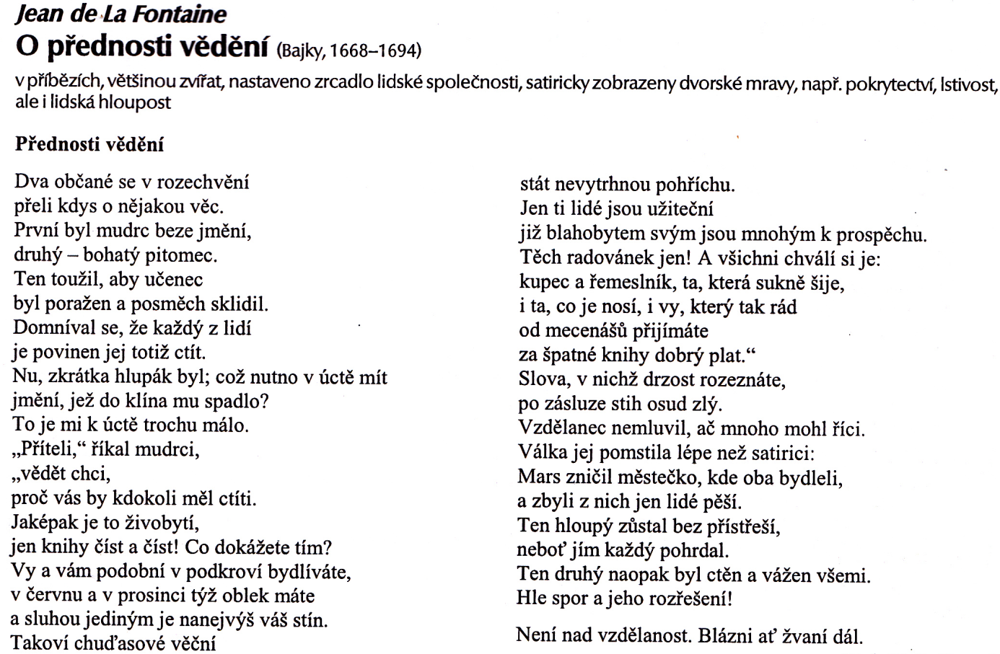 Jean de La Fontaine
O přednosti vědění (Bajky, 1668–1694)
v příbězích, většinou zvířat, nastaveno zrcadlo lidské společnosti, satiricky zobrazeny dvorské mravy, např. pokrytectví, lstivost,
ale i lidská hloupost
Přednosti vědění
Dva občané se v rozechvění
přeli kdys o nějakou věc.
První byl mudrc beze jmění,
druhý – bohatý pitomec.
Ten toužil, aby učenec
byl poražen a posměch sklidil.
Domníval se, že každý z lidí
je povinen jej totiž ctít.
Nu, zkrátka hlupák byl; což nutno v úctě mít
jmění, jež do klína mu spadlo?
To je mi k úctě trochu málo.
„Příteli,“ říkal mudrci,
„vědět chci,
proč vás by kdokoli měl ctíti.
Jaképak je to živobytí,
jen knihy číst a číst! Co dokážete tím?
Vy a vám podobní v podkroví bydlíváte,
v červnu a v prosinci týž oblek máte
a sluhou jediným je nanejvýš váš stín.
Takoví chuďasové věční
stát nevytrhnou pohříchu.
Jen ti lidé jsou užiteční
již blahobytem svým jsou mnohým k prospěchu.
Těch radovánek jen! A všichni chválí si je:
kupec a řemeslník, ta, která sukně šije,
i ta, co je nosí, i vy, který tak rád
od mecenášů přijímáte
za špatné knihy dobrý plat.“
Slova, v nichž drzost rozeznáte,
po zásluze stih osud zlý.
Vzdělanec nemluvil, ač mnoho mohl říci.
Válka jej pomstila lépe než satirici:
Mars zničil městečko, kde oba bydleli,
a zbyli z nich jen lidé pěší.
Ten hloupý zůstal bez přístřeší,
neboť jím každý pohrdal.
Ten druhý naopak byl ctěn a vážen všemi.
Hle spor a jeho rozřešení!
Není nad vzdělanost. Blázni ať žvaní dál.